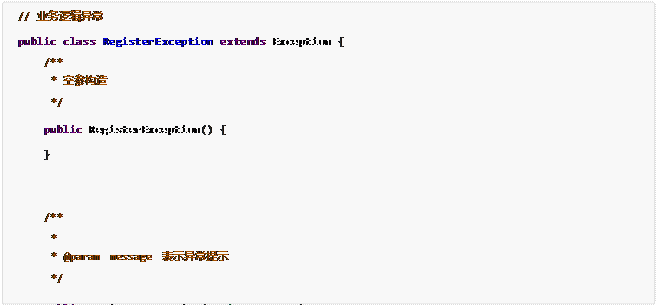 // 业务逻辑异常
public class RegisterException extends Exception {
/**
* 空参构造
*/
public RegisterException() {
}
/**
*
* @param message 表示异常提示
*/